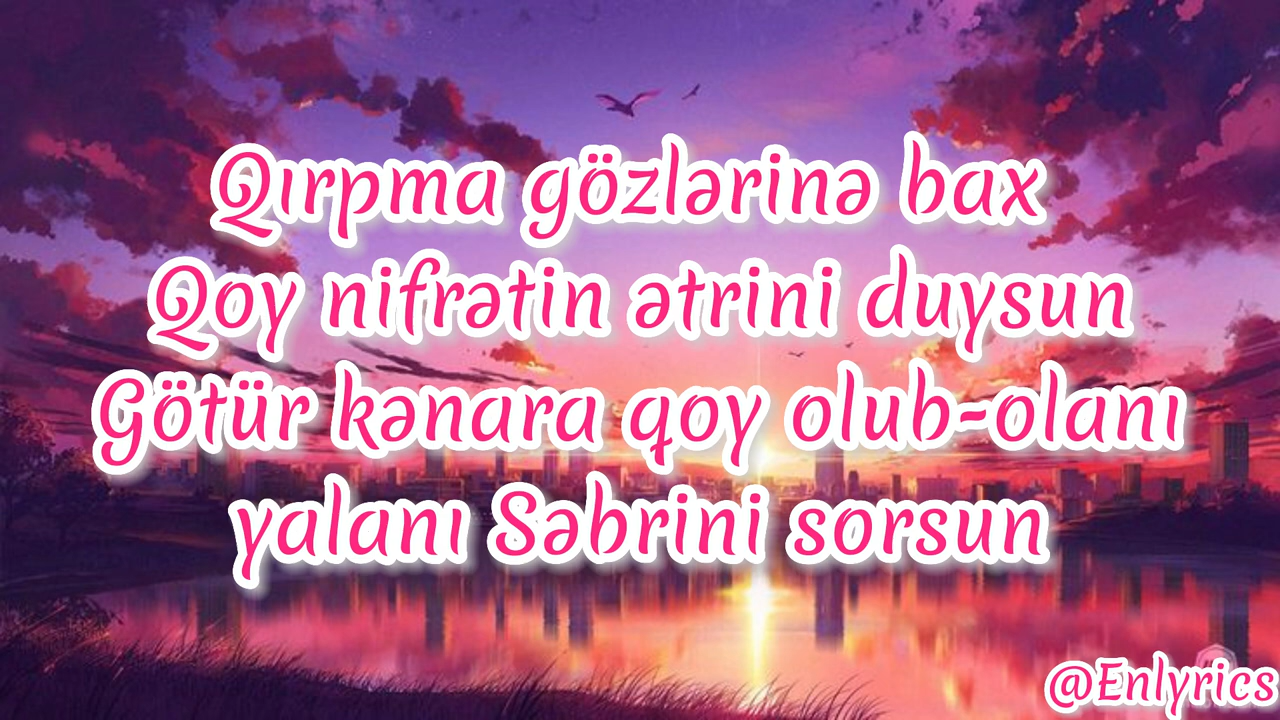 Qırpma gözlərinə bax
Qoy nifrətin ətrini duysun
Götür kənara qoy olub-olanı
yalanı Səbrini sorsun
@Enlyrics